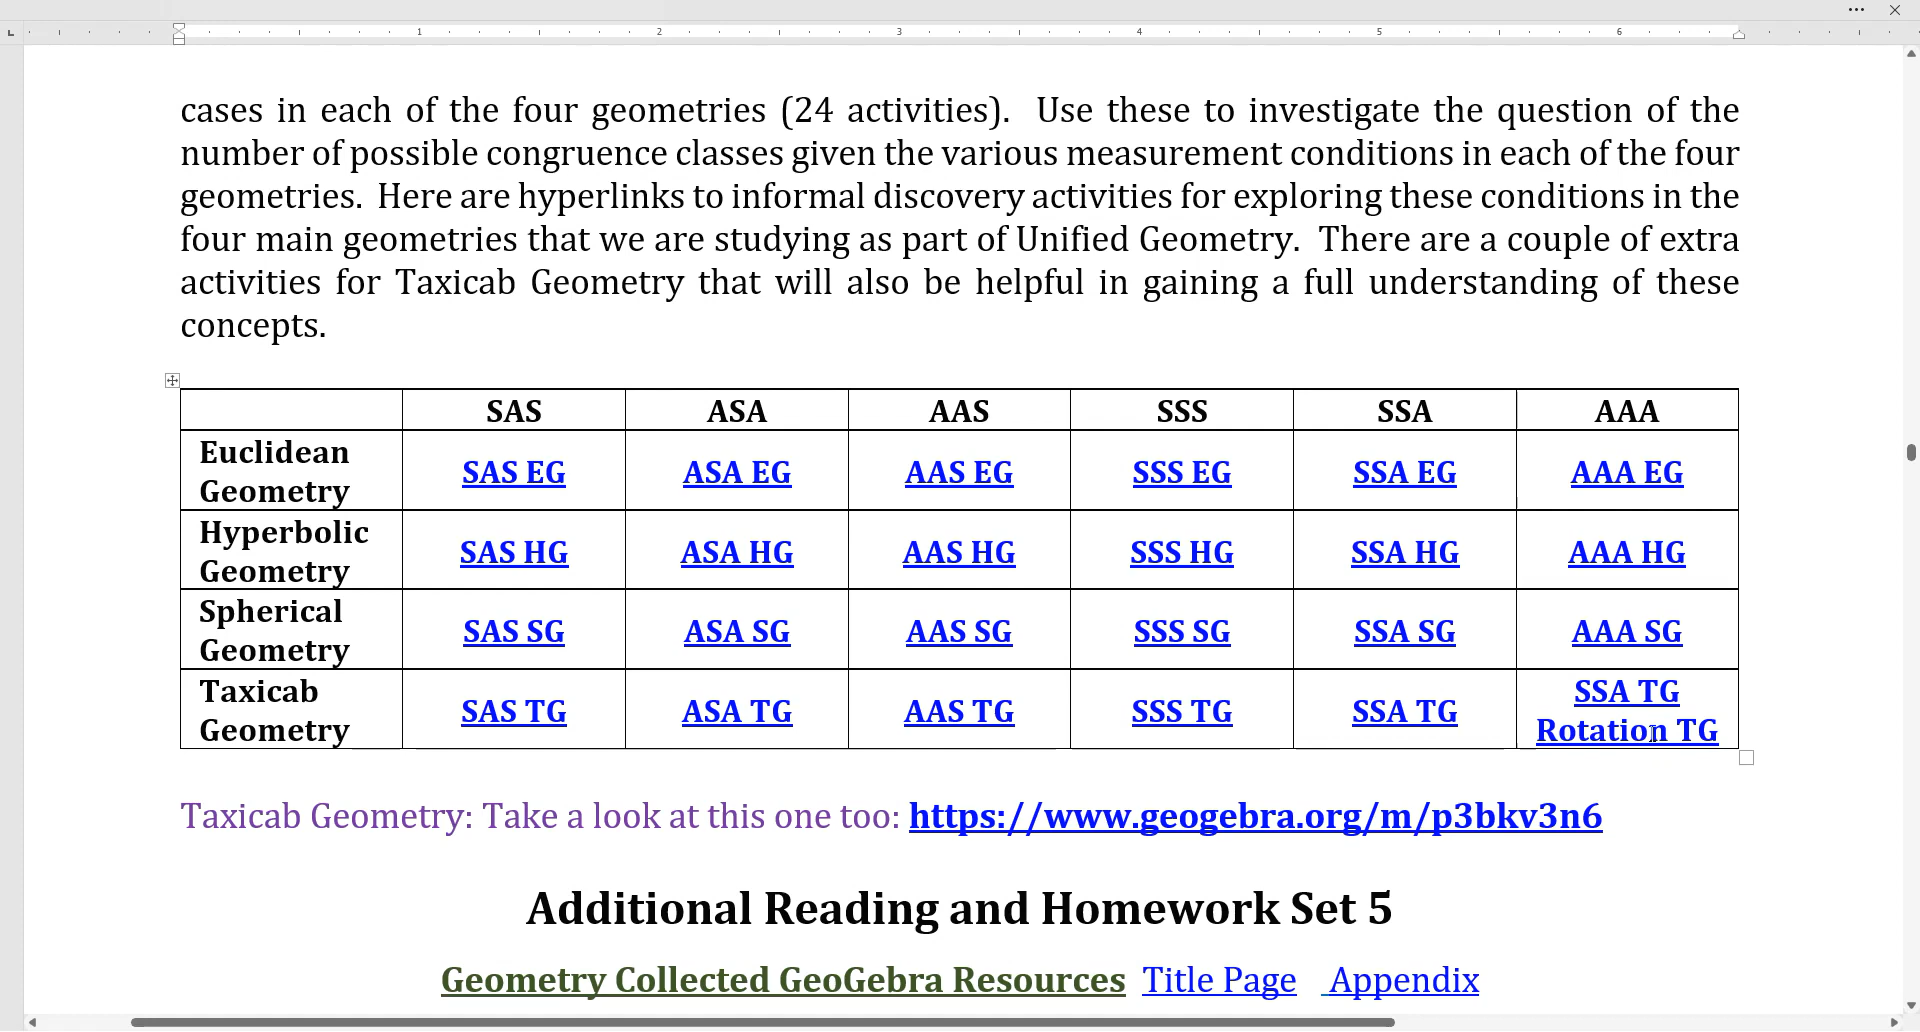 1 2 3 4 5 6
cases in each of the four geometries (24 activities). Use these to investigate the question of the
number of possible congruence classes given the various measurement conditions in each of the four
geometries. Here are hyperlinks to informal discovery activities for exploring these conditions in the
four main geometries that we are studying as part of Unified Geometry. There are a couple of extra
activities for Taxicab Geometry that will also be helpful in gaining a full understanding of these
concepts.
SAS ASA AAS SSS SSA AAA
Euclidean
Geometry
SAS EG ASA EG AAS EG SSS EG SSA EG AAA EG
Hyperbolic
Geometry
SAS HG ASA HG AAS HG SSS HG SSA HG AAA HG
Spherical
Geometry
SAS SG ASA SG AAS SG SSS SG SSA SG AAA SG
Taxicab
Geometry
SAS TG ASA TG AAS TG SSS TG SSA TG SSA TG
Rotation TG
Taxicab Geometry: Take a look at this one too: https://www.geogebra.org/m/p3bkv3n6
Additional Reading and Homework Set 5
Geometry Collected GeoGebra Resources Title Page Appendix